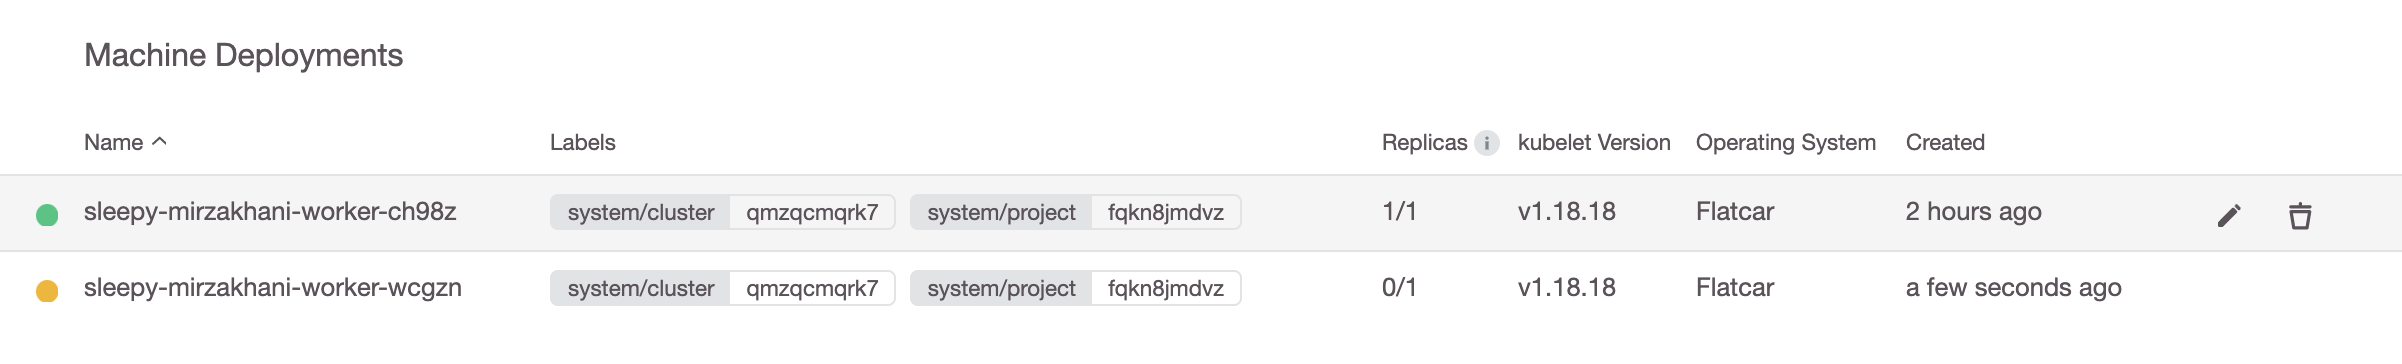 Machine Deployments
Name Labels Replicas i kubelet Version Operating System Created
sleepy-mirzakhani-worker-ch98z system/cluster qmzqcmqrk7 system/project fqkn8jmdvz 1/1 v1.18.18 Flatcar 2 hours ago
sleepy-mirzakhani-worker-wcgzn system/cluster qmzqcmqrk7 system/project fqkn8jmdvz 0/1 v1.18.18 Flatcar a few seconds ago